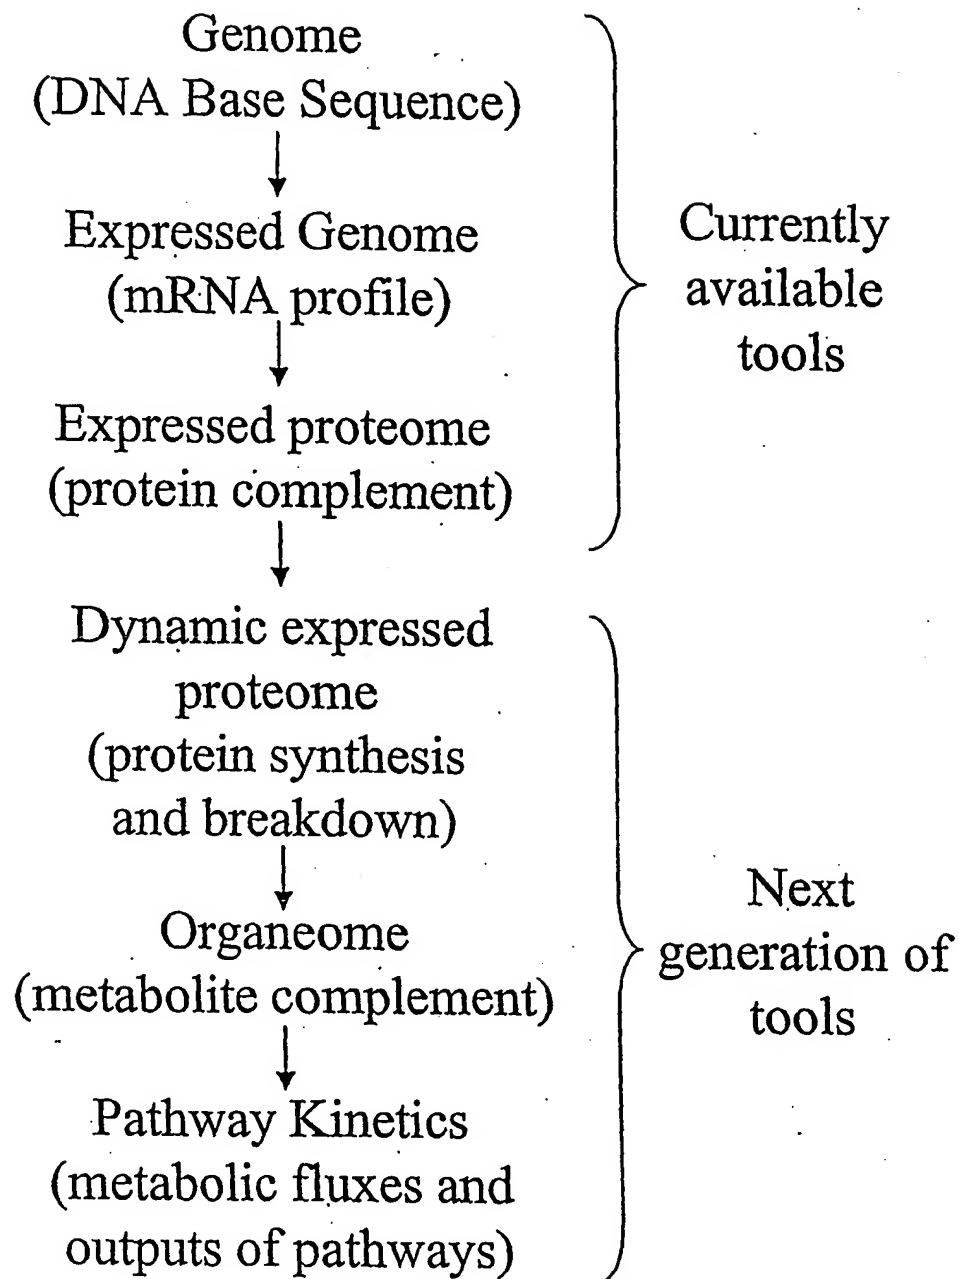 Genome
(DNA Base Sequence)
Expressed Genome
(mRNA profile)
Expressed proteome
(protein complement)
Currently
available
tools
Dynamic expressed
proteome
(protein synthesis
and breakdown)
Organeome
(metabolite complement)
Pathway Kinetics
(metabolic fluxes and
outputs of pathways)
Next
generation of
tools